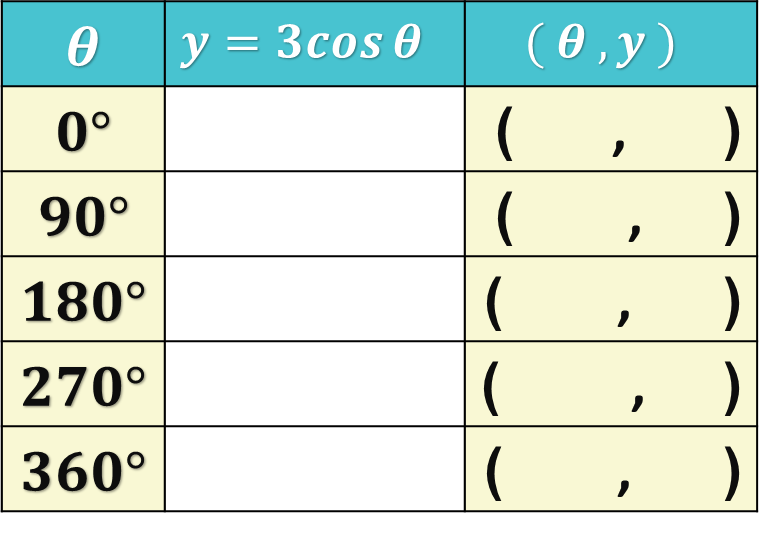 θ y = 3cos θ ( θ , y )
0° ( , )
90° ( , )
180° ( , )
270° ( , )
360° ( , )